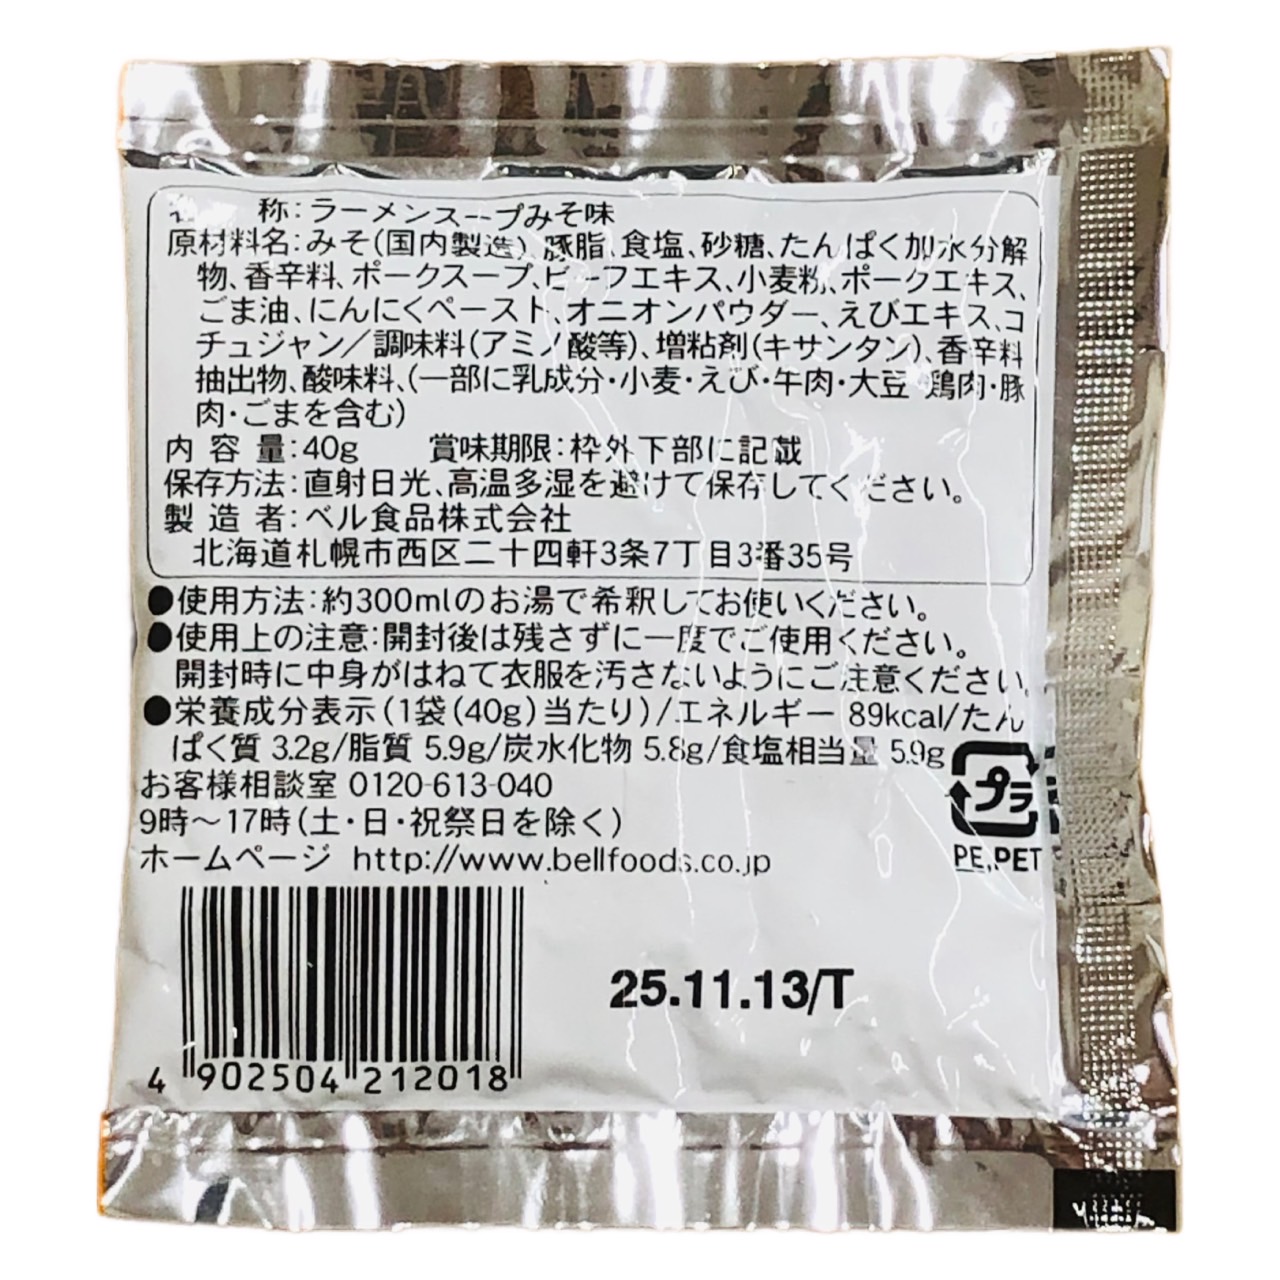 称:ラーメンスープみそ味
原材料名:みそ(国内製造)、豚脂、食塩、砂糖、たんぱく加水分解
物、香辛料、ポークスープ、ビーフエキス、小麦粉、ポークエキス、
ごま油、にんにくペースト、オニオンパウダー、えびエキス、コ
チュジャン/調味料(アミノ酸等)、増粘剤(キサンタン)、香辛料
抽出物、酸味料、(一部に乳成分・小麦・えび・牛肉・大豆・鶏肉・豚
肉・ごまを含む)
内容量:40g 賞味期限:枠外下部に記載
保存方法:直射日光、高温多湿を避けて保存してください。
製造者:ベル食品株式会社
北海道札幌市西区二十四軒3条7丁目3番35号
●使用方法:約300mlのお湯で希釈してお使いください。
●使用上の注意:開封後は残さずに一度でご使用ください。
開封時に中身がはねて衣服を汚さないようにご注意ください。
●栄養成分表示(1袋(40g)当たり)/エネルギー 89kcal/たん
ぱく質 3.2g/脂質 5.9g/炭水化物 5.8g/食塩相当量 5.9g
プラ
お客様相談室 0120-613-040
9時～17時(土・日・祝祭日を除く)
ホームページ http://www.bellfoods.co.jp
PE,PET
25.11.13/T
4 902504 212018